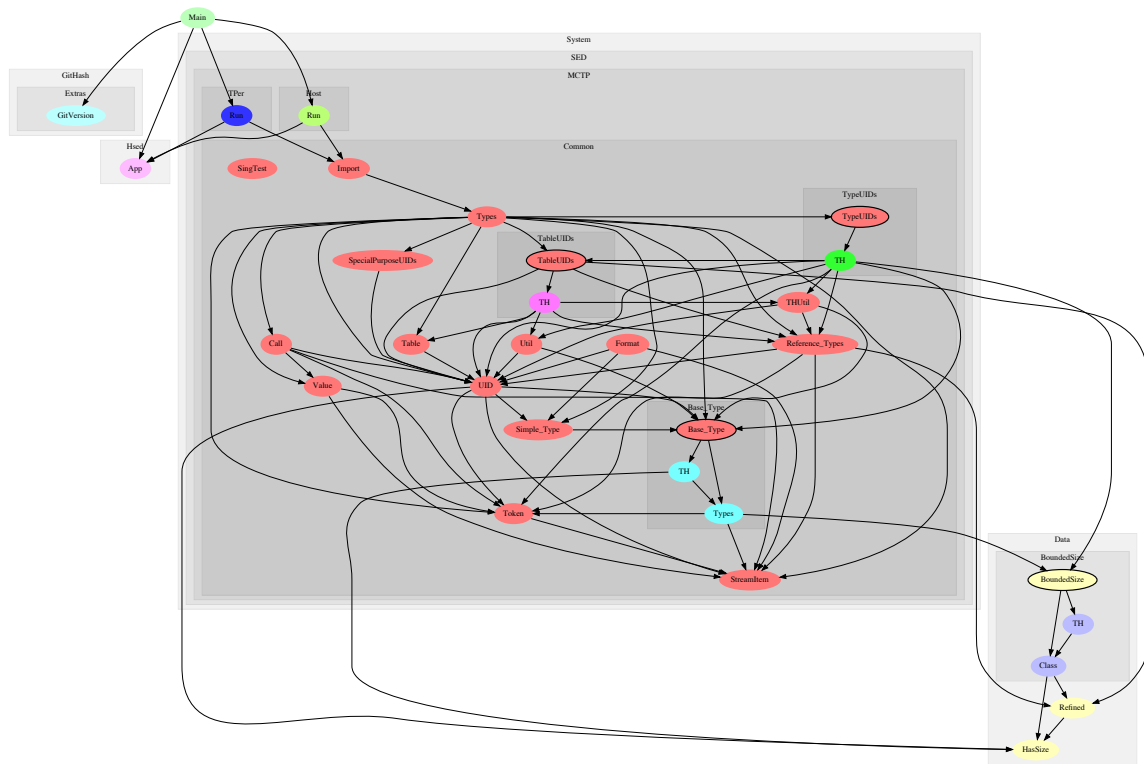 Main
System
SED
GitHash
MCTP
Extras
TPer
Host
GitVersion
Run
Run
Hsed
Common
App
SingTest
Import
TypeUIDs
Types
TypeUIDs
TableUIDs
SpecialPurposeUIDs
TableUIDs
TH
TH
THUtil
Call
Table
Util
Format
Reference_Types
Value
UID
Base_Type
Simple_Type
Base_Type
TH
Token
Types
Data
BoundedSize
StreamItem
BoundedSize
TH
Class
Refined
HasSize